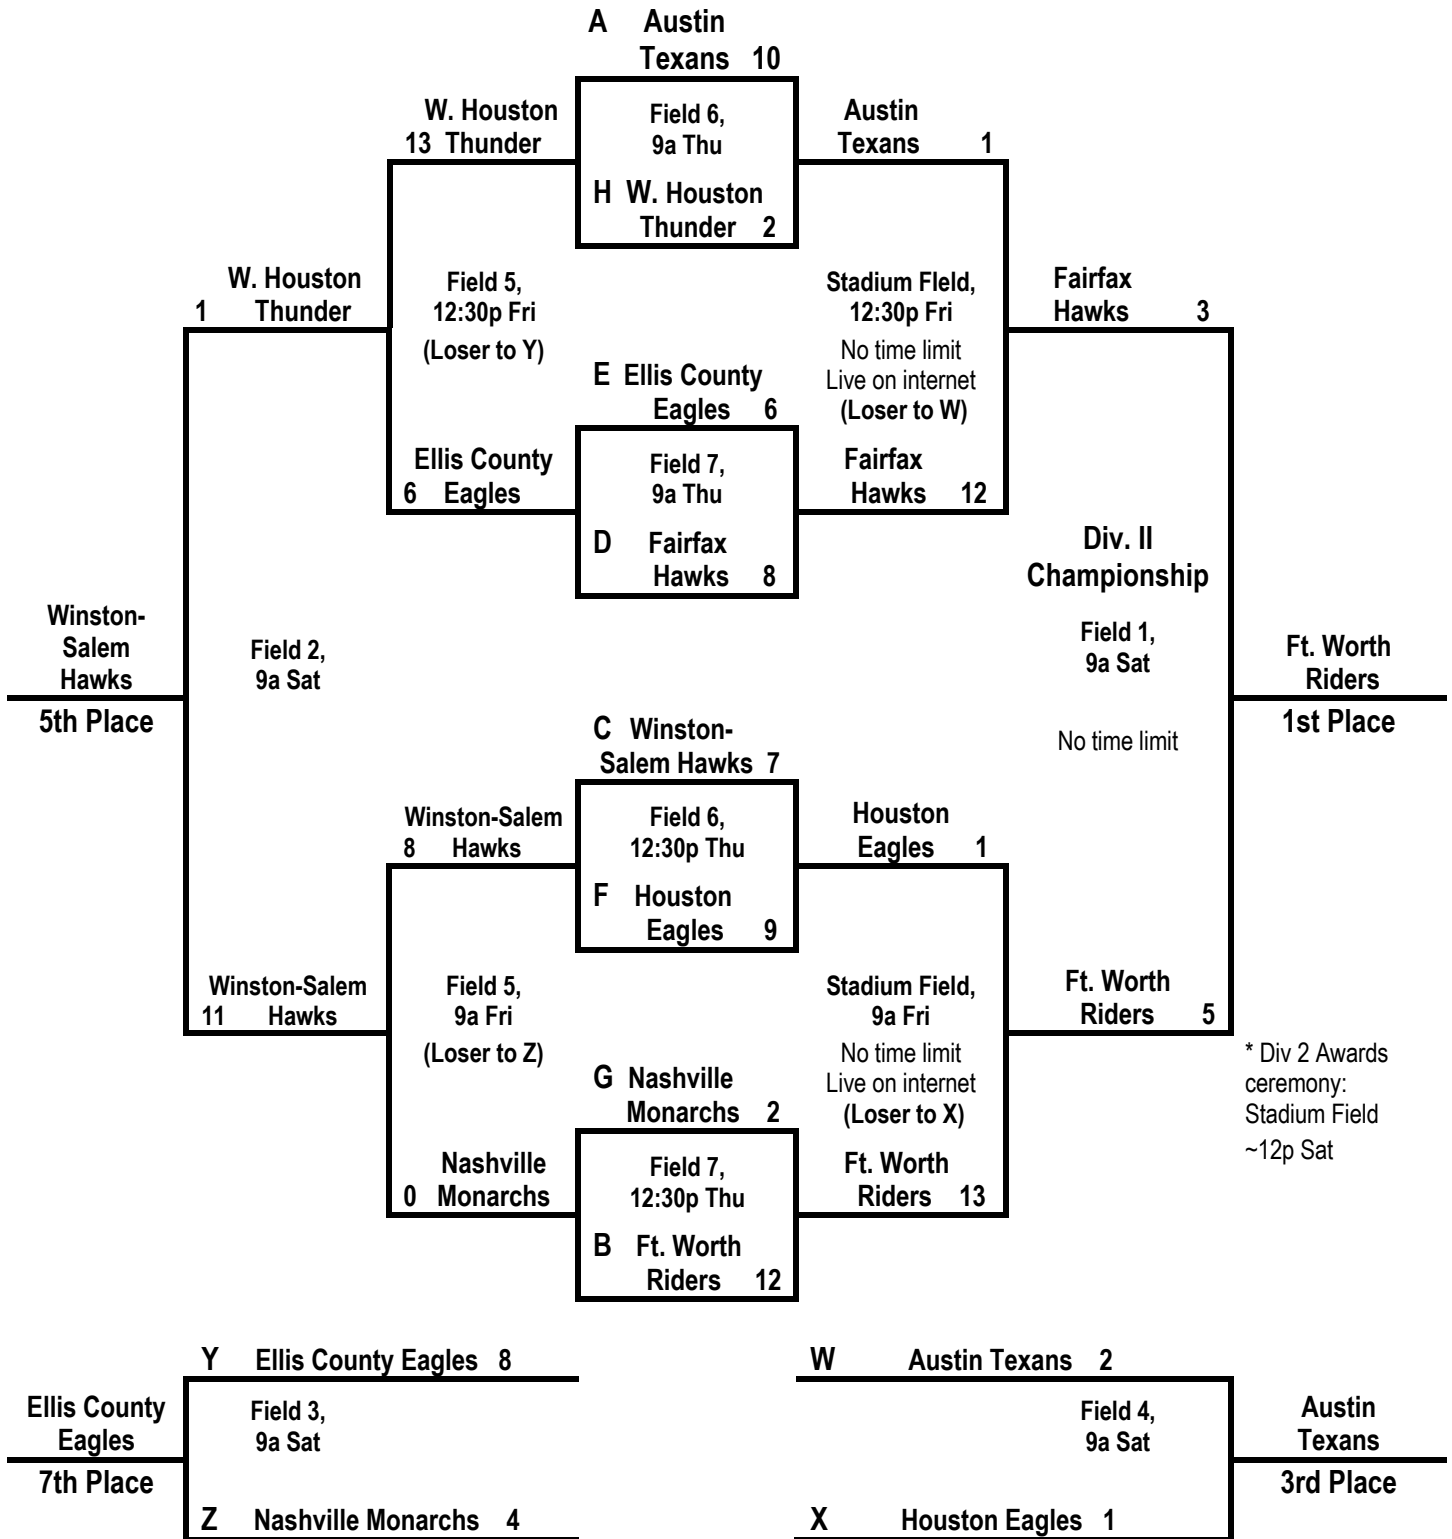 A Austin
Texans 10
W. Houston
13 Thunder
Field 6,
9a Thu
Austin
Texans 1
H W. Houston
Thunder 2
W. Houston
1 Thunder
Field 5,
12:30p Fri
(Loser to Y)
Stadium FIeld,
12:30p Fri
No time limit
Live on internet
(Loser to W)
Fairfax
Hawks 3
E Ellis County
Eagles 6
Ellis County
6 Eagles
Field 7,
9a Thu
Fairfax
Hawks 12
D Fairfax
Hawks 8
Div. II
Championship
Field 1,
9a Sat
No time limit
Winston-
Salem
Hawks
5th Place
Field 2,
9a Sat
Ft. Worth
Riders
1st Place
C Winston-
Salem Hawks 7
Winston-Salem
8 Hawks
Field 6,
12:30p Thu
Houston
Eagles 1
F Houston
Eagles 9
Winston-Salem
11 Hawks
Field 5,
9a Fri
(Loser to Z)
Stadium Field,
9a Fri
No time limit
Live on internet
(Loser to X)
Ft. Worth
Riders 5
G Nashville
Monarchs 2
Nashville
0 Monarchs
Field 7,
12:30p Thu
Ft. Worth
Riders 13
B Ft. Worth
Riders 12
* Div 2 Awards
ceremony:
Stadium Field
~12p Sat
Y Ellis County Eagles 8
Ellis County
Eagles
7th Place
Field 3,
9a Sat
Z Nashville Monarchs 4
W Austin Texans 2
Field 4,
9a Sat
Austin
Texans
3rd Place
X Houston Eagles 1